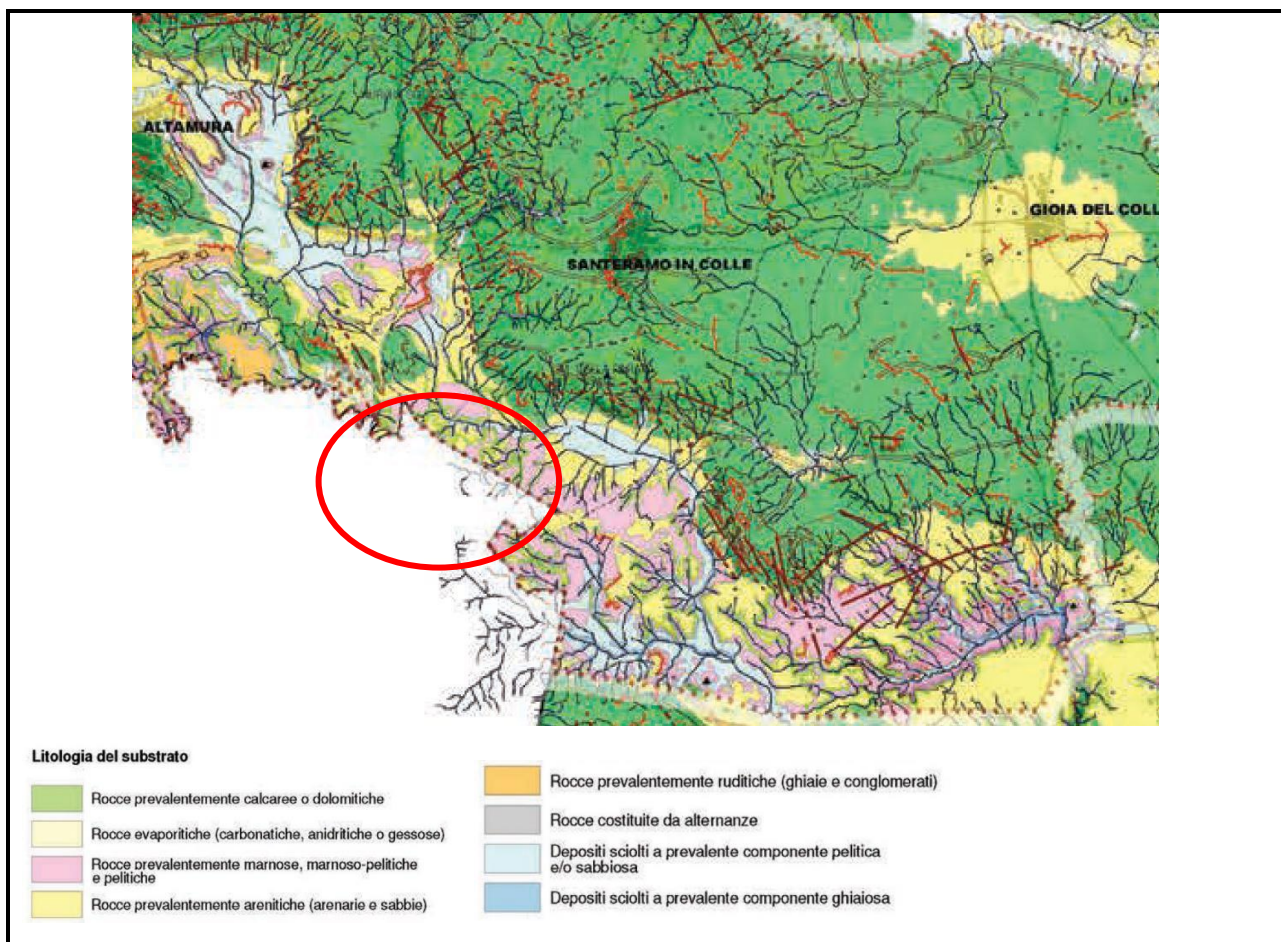 ALTAMURA
GIOIA DEL COLL
SANTERAMO IN COLLE
Litologia del substrato
Rocce prevalentemente calcaree o dolomitiche
Rocce evaporitiche (carbonatiche, anidritiche o gessose)
Rocce prevalentemente marnose, marnoso-pelitiche
e pelitiche
Rocce prevalentemente arenitiche (arenarie e sabbie)
Rocce prevalentemente ruditiche (ghiaie e conglomerati)
Rocce costituite da alternanze
Depositi sciolti a prevalente componente pelitica
e/o sabbiosa
Depositi sciolti a prevalente componente ghiaiosa